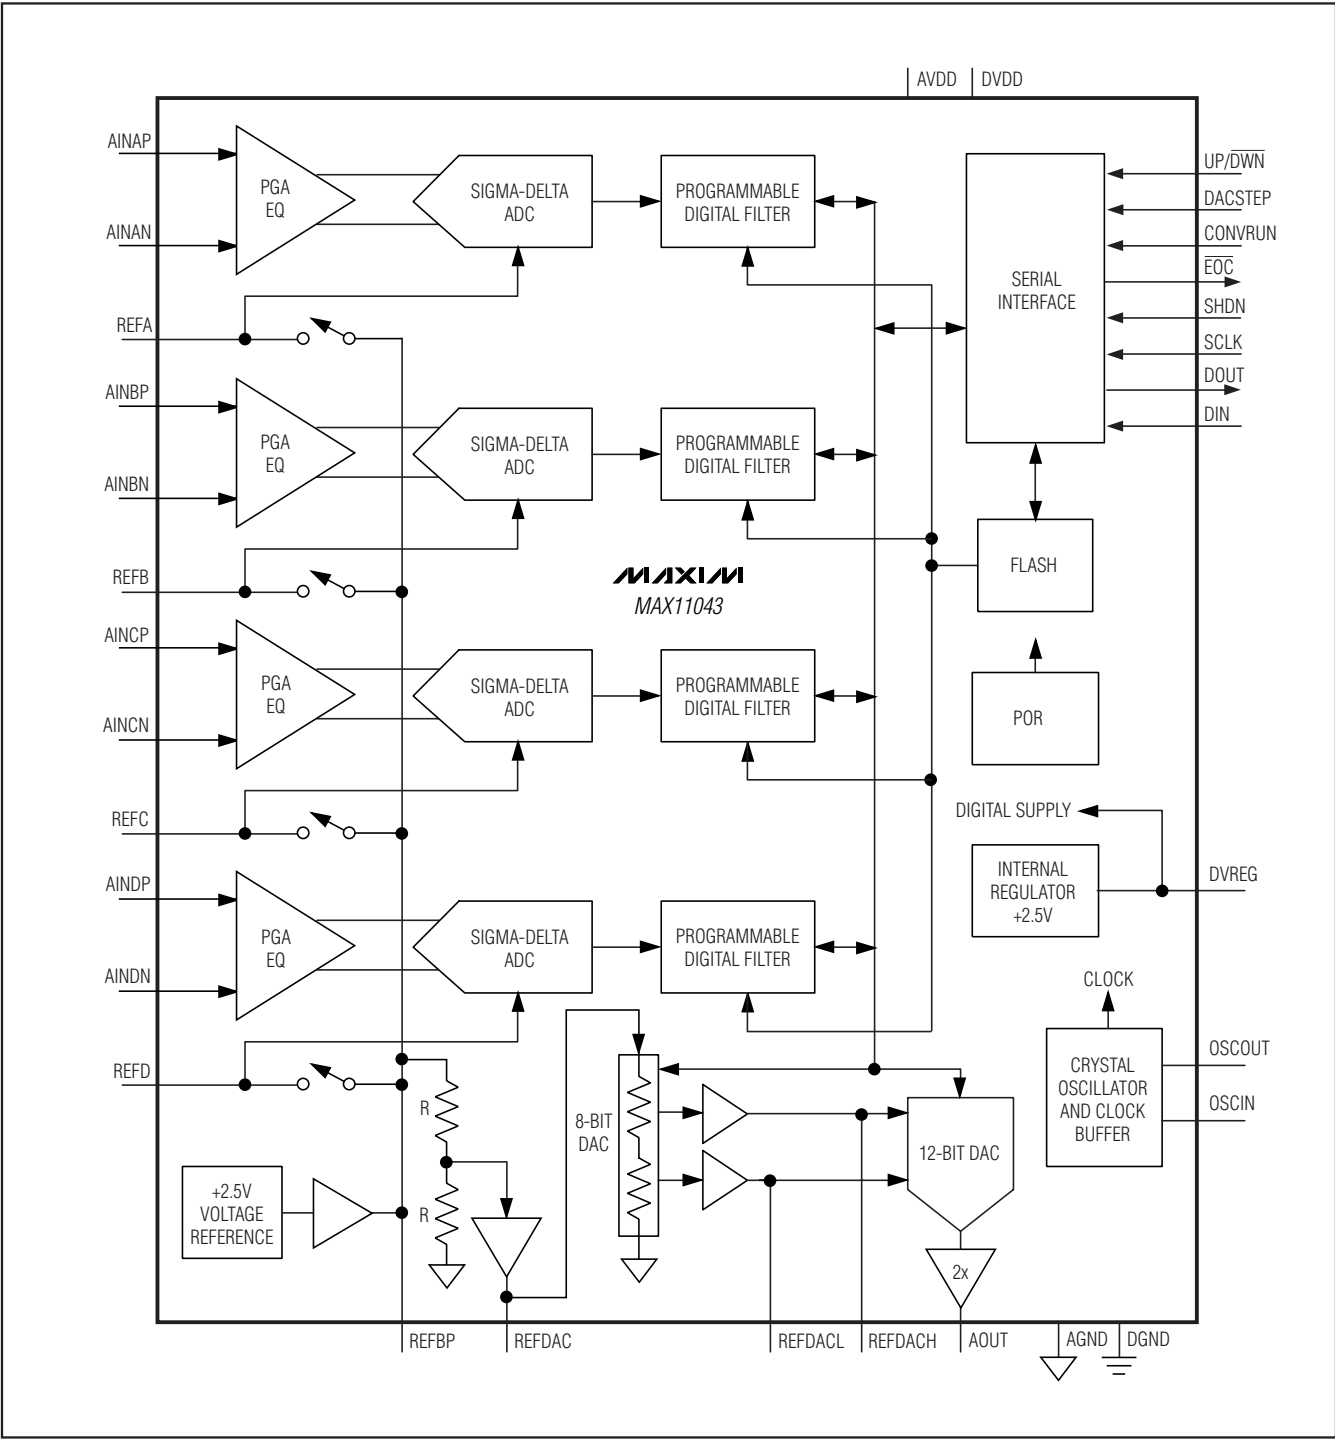 AVDD
DVDD
AINAP
PGA
EQ
SIGMA-DELTA
ADC
PROGRAMMABLE
DIGITAL FILTER
AINAN
REFA
SERIAL
INTERFACE
UP/DWN
DACSTEP
CONVRUN
EOC
SHDN
SCLK
DOUT
DIN
AINBP
PGA
EQ
SIGMA-DELTA
ADC
PROGRAMMABLE
DIGITAL FILTER
AINBN
REFB
MAXIM
MAX11043
FLASH
AINCP
PGA
EQ
SIGMA-DELTA
ADC
PROGRAMMABLE
DIGITAL FILTER
AINCN
REFC
POR
DIGITAL SUPPLY
INTERNAL
REGULATOR
+2.5V
DVREG
AINDP
PGA
EQ
SIGMA-DELTA
ADC
PROGRAMMABLE
DIGITAL FILTER
AINDN
REFD
CLOCK
CRYSTAL
OSCILLATOR
AND CLOCK
BUFFER
OSCOUT
OSCIN
R
R
8-BIT
DAC
12-BIT DAC
+2.5V
VOLTAGE
REFERENCE
2x
REFBP
REFDAC
REFDACL
REFDACH
AOUT
AGND
DGND